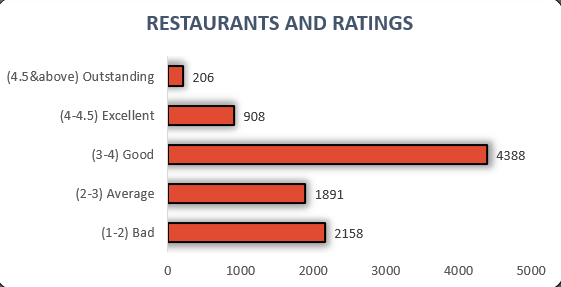 RESTAURANTS AND RATINGS
(4.5&above) Outstanding 206
(4-4.5) Excellent 908
(3-4) Good 4388
(2-3) Average 1891
(1-2) Bad 2158
0 1000 2000 3000 4000 5000